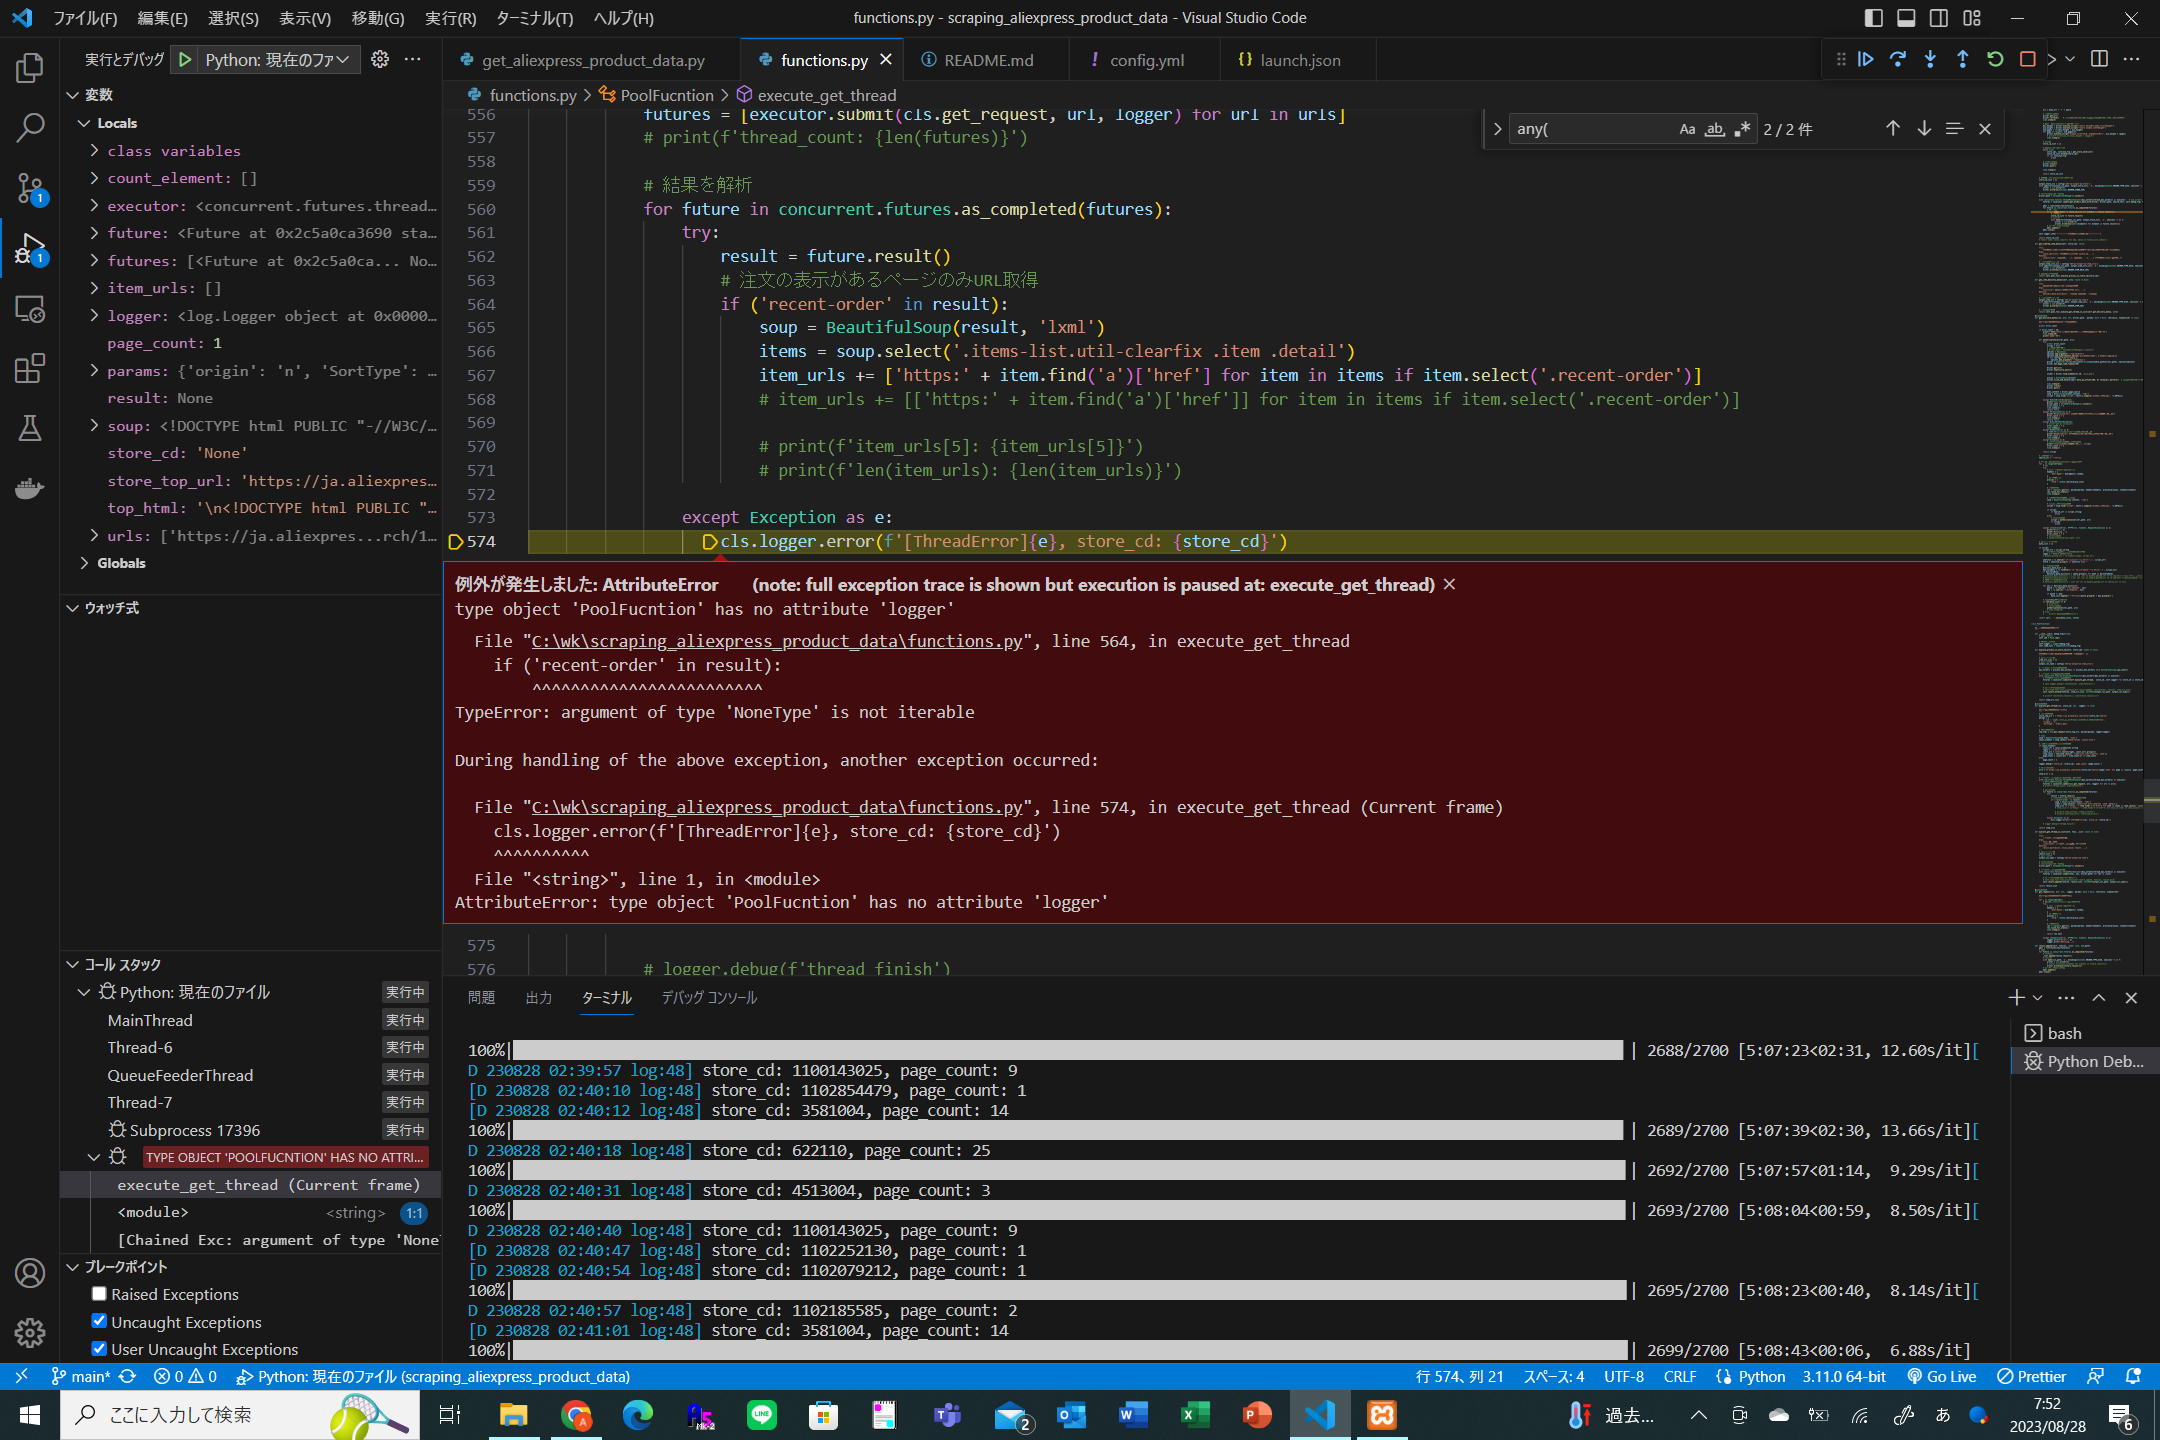 ファイル(F) 編集(E) 選択(S) 表示(V) 移動(G) 実行(R) ターミナル(T) ヘルプ(H)
functions.py - scraping_aliexpress_product_data - Visual Studio Code
実行とデバッグ Python: 現在のファ
get_aliexpress_product_data.py
functions.py
README.md
config.yml
launch.json
functions.py > PoolFucntion > execute_get_thread
any(
Aa ab 2 / 2 件
変数
Locals
class variables
count_element: []
executor: <concurrent.futures.thread…
future: <Future at 0x2c5a0ca3690 sta…
futures: [<Future at 0x2c5a0ca... No…
item_urls: []
logger: <log.Logger object at 0x0000…
page_count: 1
params: {'origin': 'n', 'SortType': …
result: None
soup: <!DOCTYPE html PUBLIC "-//W3C/…
store_cd: 'None'
store_top_url: 'https://ja.aliexpres…
top_html: '\n<!DOCTYPE html PUBLIC "…
urls: ['https://ja.aliexpres...rch/1…
Globals
ウォッチ式
556 futures = [executor.submit(cls.get_request, url, logger) for url in urls]
557 # print(f'thread_count: {len(futures)}')
558
559 # 結果を解析
560 for future in concurrent.futures.as_completed(futures):
561 try:
562 result = future.result()
563 # 注文の表示があるページのみURL取得
564 if ('recent-order' in result):
565 soup = BeautifulSoup(result, 'lxml')
566 items = soup.select('.items-list.util-clearfix .item .detail')
567 item_urls += ['https:' + item.find('a')['href'] for item in items if item.select('.recent-order')]
568 # item_urls += [['https:' + item.find('a')['href']] for item in items if item.select('.recent-order')]
569
570 # print(f'item_urls[5]: {item_urls[5]}')
571 # print(f'len(item_urls): {len(item_urls)}')
572
573 except Exception as e:
574 cls.logger.error(f'[ThreadError]{e}, store_cd: {store_cd}')
例外が発生しました: AttributeError (note: full exception trace is shown but execution is paused at: execute_get_thread)
type object 'PoolFucntion' has no attribute 'logger'
File "C:\wk\scraping_aliexpress_product_data\functions.py", line 564, in execute_get_thread
if ('recent-order' in result):
^^^^^^^^^^^^^^^^^^^^^^^^
TypeError: argument of type 'NoneType' is not iterable
During handling of the above exception, another exception occurred:
File "C:\wk\scraping_aliexpress_product_data\functions.py", line 574, in execute_get_thread (Current frame)
cls.logger.error(f'[ThreadError]{e}, store_cd: {store_cd}')
^^^^^^^^^^
File "<string>", line 1, in <module>
AttributeError: type object 'PoolFucntion' has no attribute 'logger'
575
576 # logger.debug(f'thread finish')
コール スタック
Python: 現在のファイル 実行中
MainThread 実行中
Thread-6 実行中
QueueFeederThread 実行中
Thread-7 実行中
Subprocess 17396 実行中
TYPE OBJECT 'POOLFUCNTION' HAS NO ATTRI...
execute_get_thread (Current frame)
<module> <string> 1:1
[Chained Exc: argument of type 'None
ブレークポイント
Raised Exceptions
Uncaught Exceptions
User Uncaught Exceptions
問題 出力 ターミナル デバッグ コンソール
bash
Python Deb...
100%| | 2688/2700 [5:07:23<02:31, 12.60s/it][
D 230828 02:39:57 log:48] store_cd: 1100143025, page_count: 9
[D 230828 02:40:10 log:48] store_cd: 1102854479, page_count: 1
[D 230828 02:40:12 log:48] store_cd: 3581004, page_count: 14
100%| | 2689/2700 [5:07:39<02:30, 13.66s/it][
D 230828 02:40:18 log:48] store_cd: 622110, page_count: 25
100%| | 2692/2700 [5:07:57<01:14, 9.29s/it][
D 230828 02:40:31 log:48] store_cd: 4513004, page_count: 3
100%| | 2693/2700 [5:08:04<00:59, 8.50s/it][
D 230828 02:40:40 log:48] store_cd: 1100143025, page_count: 9
[D 230828 02:40:47 log:48] store_cd: 1102252130, page_count: 1
[D 230828 02:40:54 log:48] store_cd: 1102079212, page_count: 1
100%| | 2695/2700 [5:08:23<00:40, 8.14s/it][
D 230828 02:40:57 log:48] store_cd: 1102185585, page_count: 2
[D 230828 02:41:01 log:48] store_cd: 3581004, page_count: 14
100%| | 2699/2700 [5:08:43<00:06, 6.88s/it]
main* 0 0 Python: 現在のファイル (scraping_aliexpress_product_data)
行 574、列 21 スペース: 4 UTF-8 CRLF Python 3.11.0 64-bit Go Live Prettier
ここに入力して検索
過去... あ
7:52
2023/08/28
6